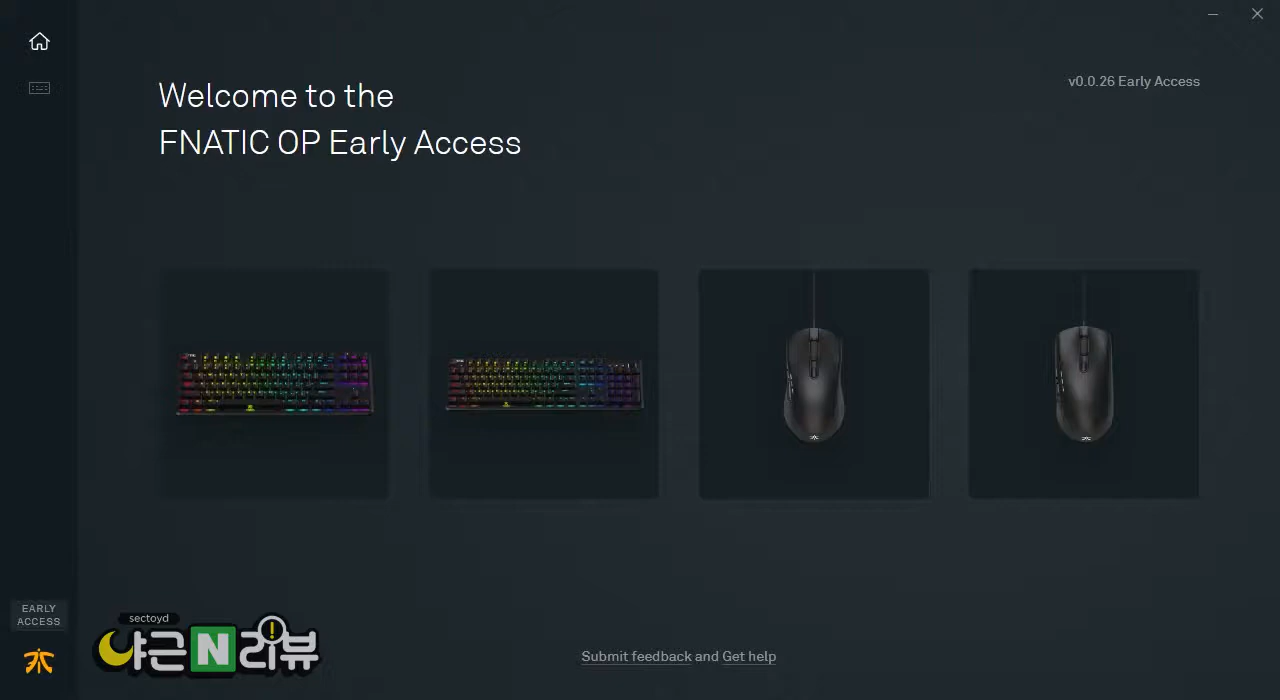 v0.0.26 Early Access
Welcome to the
FNATIC OP Early Access
EARLY
ACCESS
sectoyd
야근N리뷰
Submit feedback and Get help